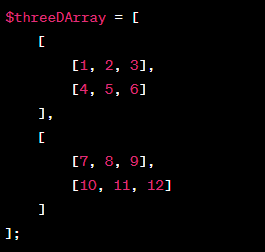 $threeDArray = [
    [
        [1, 2, 3],
        [4, 5, 6]
    ],
    [
        [7, 8, 9],
        [10, 11, 12]
    ]
];